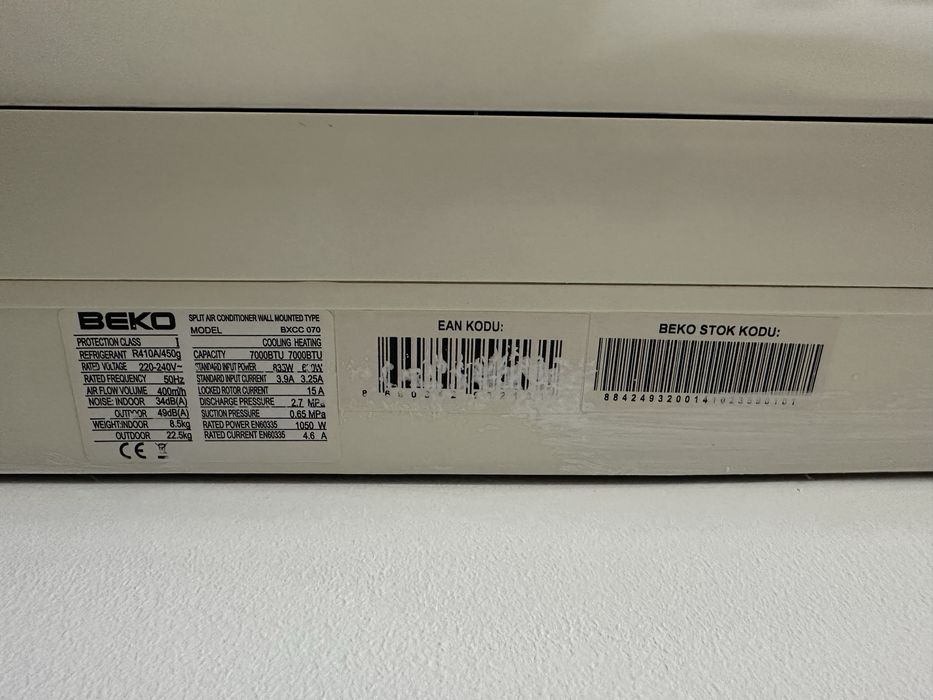 BEKO SPLIT AIR CONDITIONER WALL MOUNTED TYPE
MODEL BXCC 070
PROTECTION CLASS I
REFRIGERANT R410A/450g
RATED VOLTAGE 220-240V~
RATED FREQUENCY 50Hz
AIR FLOW VOLUME 400m³/h
NOISE: INDOOR 34dB(A)
OUTDOOR 49dB(A)
WEIGHT:INDOOR 8.5kg
OUTDOOR 22.5kg
CE
COOLING HEATING
CAPACITY 7000BTU 7000BTU
STANDARD INPUT POWER 833W
STANDARD INPUT CURRENT 3.9A 3.25A
LOCKED ROTOR CURRENT 15 A
DISCHARGE PRESSURE 2.7 MPa
SUCTION PRESSURE 0.65 MPa
RATED POWER EN60335 1050 W
RATED CURRENT EN60335 4.6 A
EAN KODU:
BEKO STOK KODU: